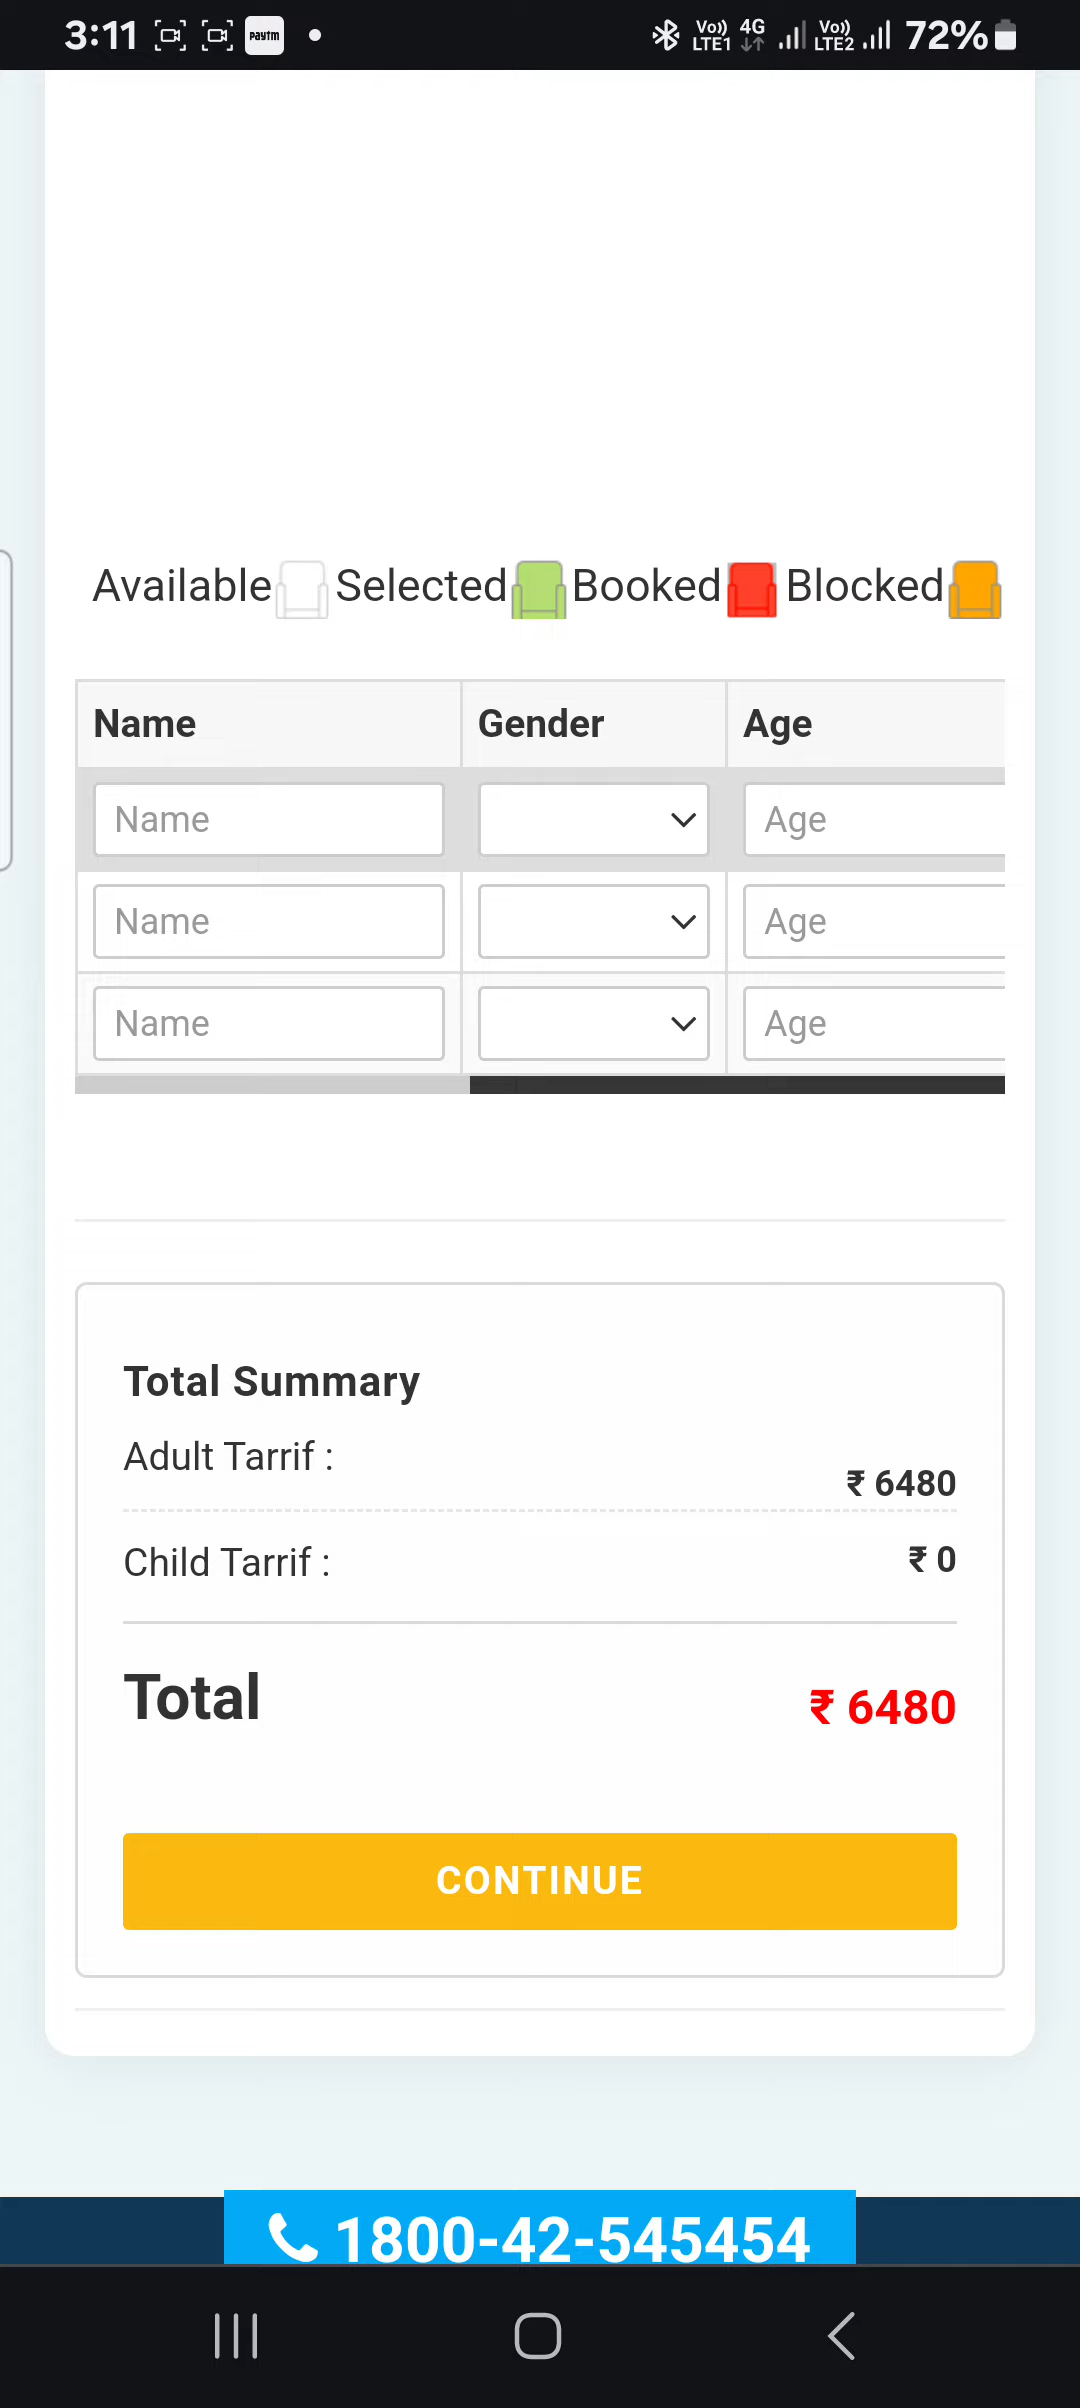 3:11 paytm Vo)) LTE1 4G Vo)) LTE2 72%
Available Selected Booked Blocked
Name Gender Age
Name Age
Name Age
Name Age
Total Summary
Adult Tarrif :
₹ 6480
Child Tarrif : ₹ 0
Total ₹ 6480
CONTINUE
1800-42-545454